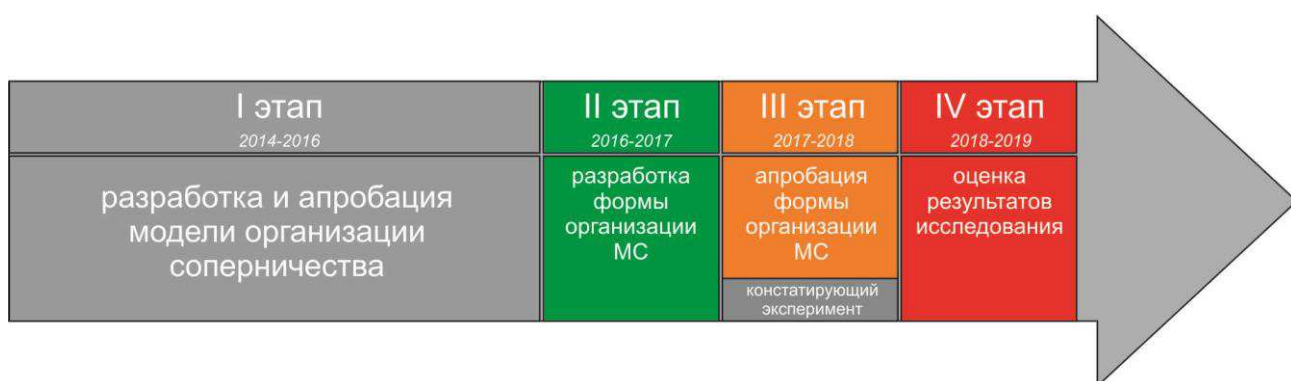 I этап
2014-2016
разработка и апробация
модели организации
соперничества
II этап
2016-2017
разработка
формы
организации
МС
III этап
2017-2018
апробация
формы
организации
МС
констатирующий
эксперимент
IV этап
2018-2019
оценка
результатов
исследования